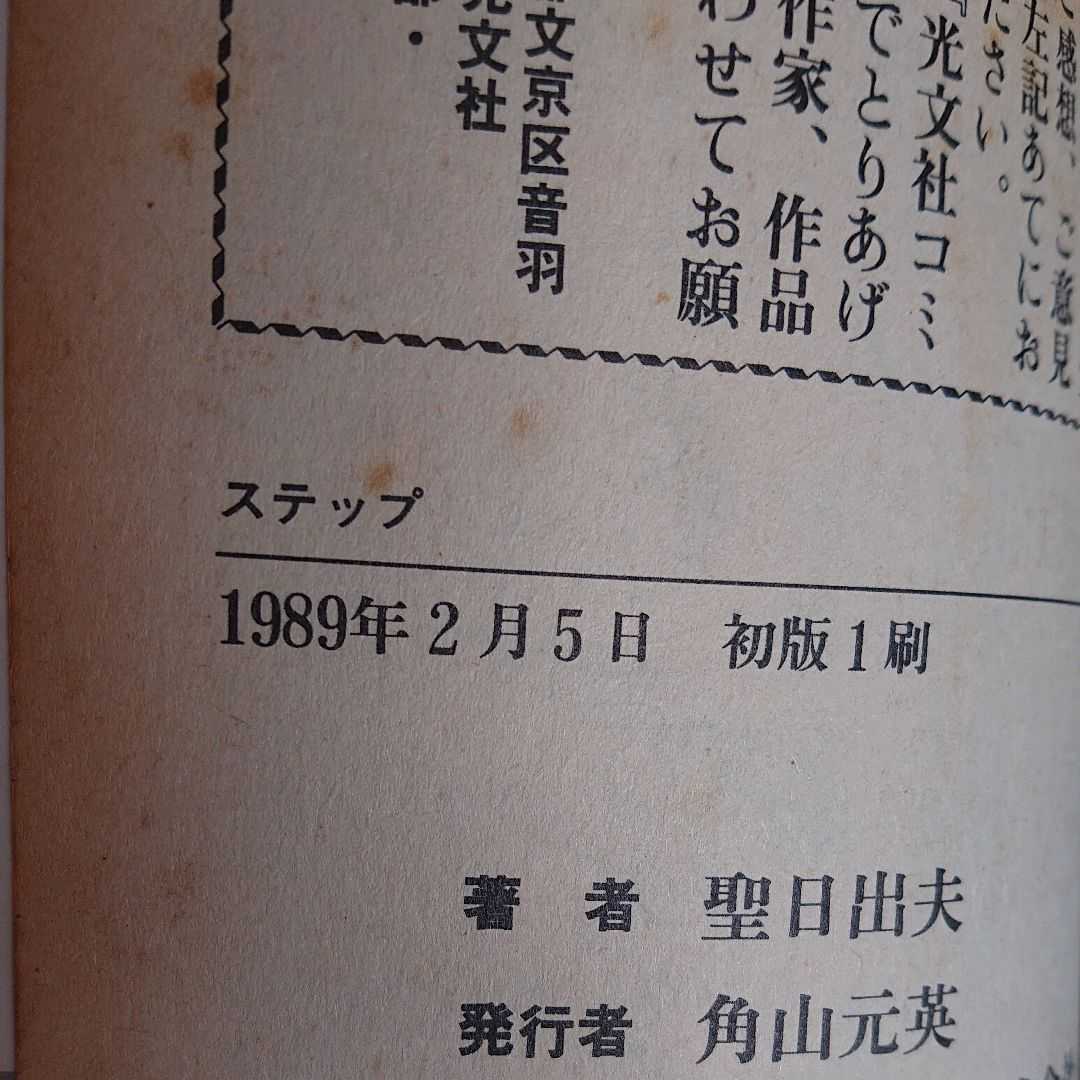 感想、ご意見
左記あてにお
ださい。
『光文社コミ
でとりあげ
作家、作品
わせてお願
文京区音羽
光文社
部・
ステップ
1989年2月5日 初版1刷
著者 聖日出夫
発行者 角山元英